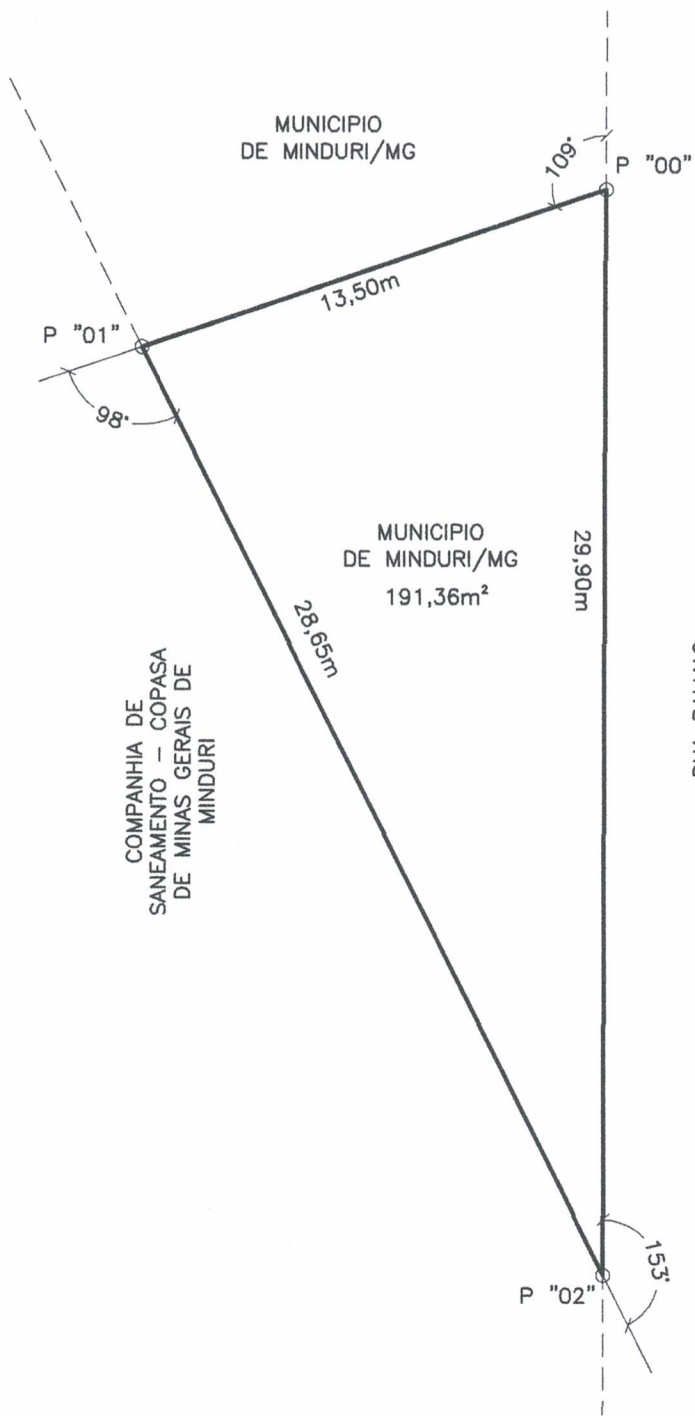 MUNICIPIO
DE MINDURI/MG
109°
P "00"
13,50m
P "01"
98°
MUNICIPIO
DE MINDURI/MG
191,36m²
29,90m
28,65m
COMPANHIA DE
SANEAMENTO - COPASA
DE MINAS GERAIS DE
MINDURI
153°
P "02"